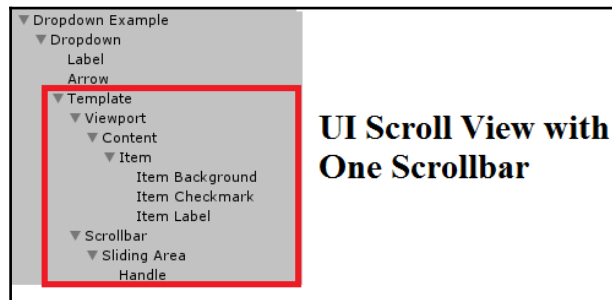 Dropdown Example
Dropdown
Label
Arrow
Template
Viewport
Content
Item
Item Background
Item Checkmark
Item Label
Scrollbar
Sliding Area
Handle
UI Scroll View with
One Scrollbar